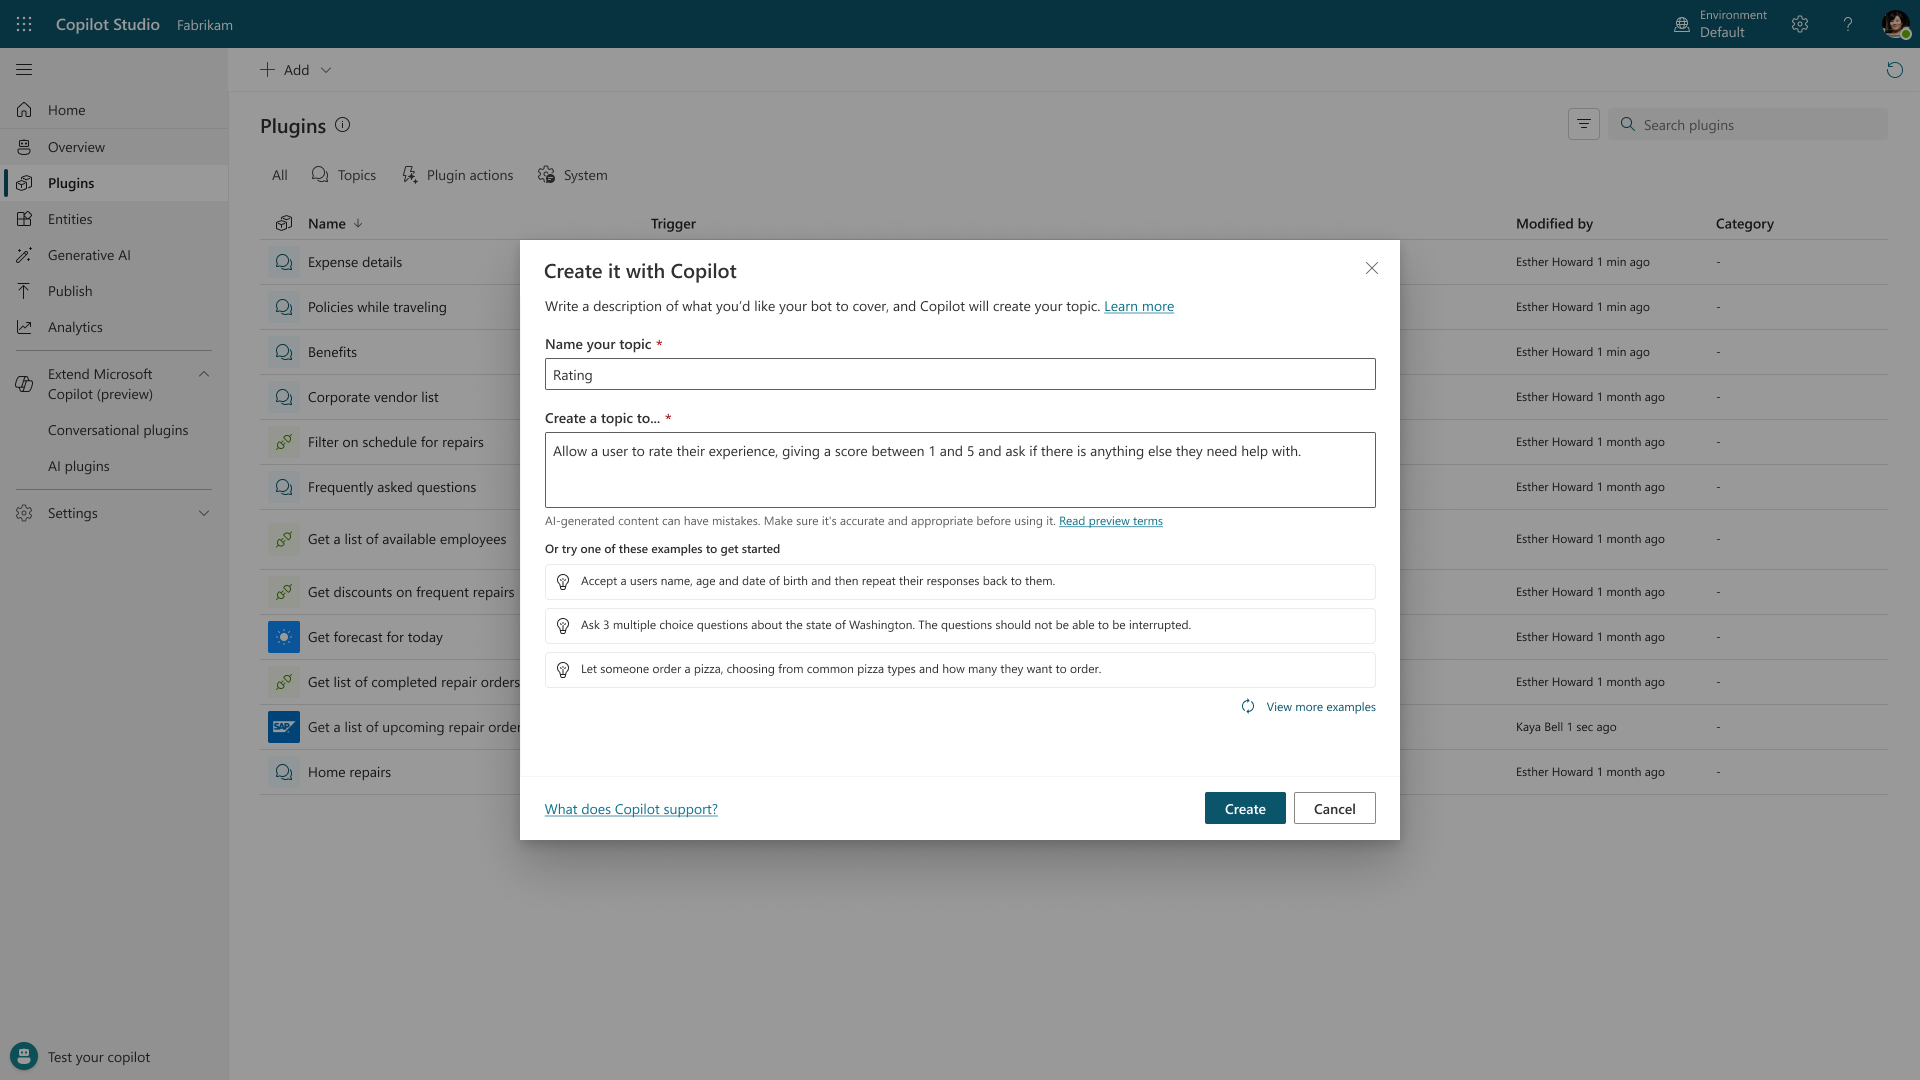 Copilot Studio Fabrikam
Environment
Default
Add
Home
Overview
Plugins
Entities
Generative AI
Publish
Analytics
Extend Microsoft
Copilot (preview)
Conversational plugins
AI plugins
Settings
Test your copilot
Plugins
Search plugins
All Topics Plugin actions System
Name Trigger Modified by Category
Expense details Esther Howard 1 min ago -
Policies while traveling Esther Howard 1 min ago -
Benefits Esther Howard 1 min ago -
Corporate vendor list Esther Howard 1 month ago -
Filter on schedule for repairs Esther Howard 1 month ago -
Frequently asked questions Esther Howard 1 month ago -
Get a list of available employees Esther Howard 1 month ago -
Get discounts on frequent repairs Esther Howard 1 month ago -
Get forecast for today Esther Howard 1 month ago -
Get list of completed repair orders Esther Howard 1 month ago -
SAP Get a list of upcoming repair order Kaya Bell 1 sec ago -
Home repairs Esther Howard 1 month ago -
Create it with Copilot
Write a description of what you'd like your bot to cover, and Copilot will create your topic. Learn more
Name your topic *
Rating
Create a topic to... *
Allow a user to rate their experience, giving a score between 1 and 5 and ask if there is anything else they need help with.
AI-generated content can have mistakes. Make sure it's accurate and appropriate before using it. Read preview terms
Or try one of these examples to get started
Accept a users name, age and date of birth and then repeat their responses back to them.
Ask 3 multiple choice questions about the state of Washington. The questions should not be able to be interrupted.
Let someone order a pizza, choosing from common pizza types and how many they want to order.
View more examples
What does Copilot support?
Create Cancel